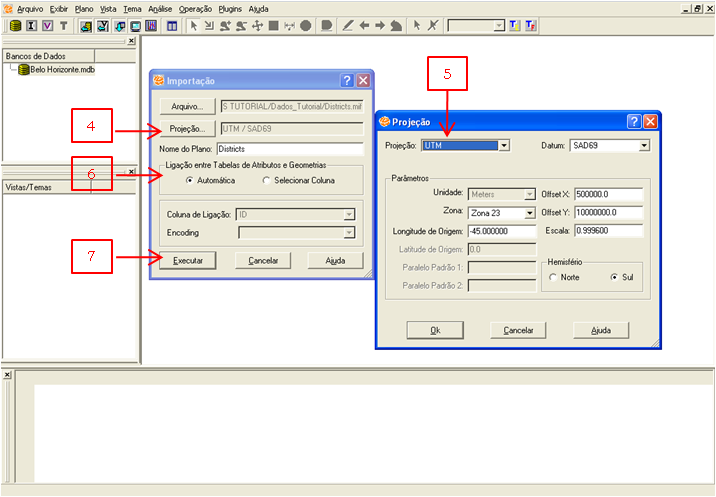 Arquivo Exibir Plano Vista Tema Análise Operação Plugins Ajuda
Bancos de Dados
Belo Horizonte.mdb
Vistas/Temas
4
5
6
7
Importação
Arquivo... S TUTORIAL/Dados_Tutorial/Districts.mif
Projeção... UTM / SAD69
Nome do Plano: Districts
Ligação entre Tabelas de Atributos e Geometrias
Automática Selecionar Coluna
Coluna de Ligação: ID
Encoding
Executar Cancelar Ajuda
Projeção
Projeção: UTM Datum: SAD69
Parâmetros
Unidade: Meters Offset X: 500000.0
Zona: Zona 23 Offset Y: 10000000.0
Longitude de Origem: -45.000000 Escala: 0.999600
Latitude de Origem: 0.0
Paralelo Padrão 1:
Paralelo Padrão 2:
Hemisfério
Norte Sul
Ok Cancelar Ajuda